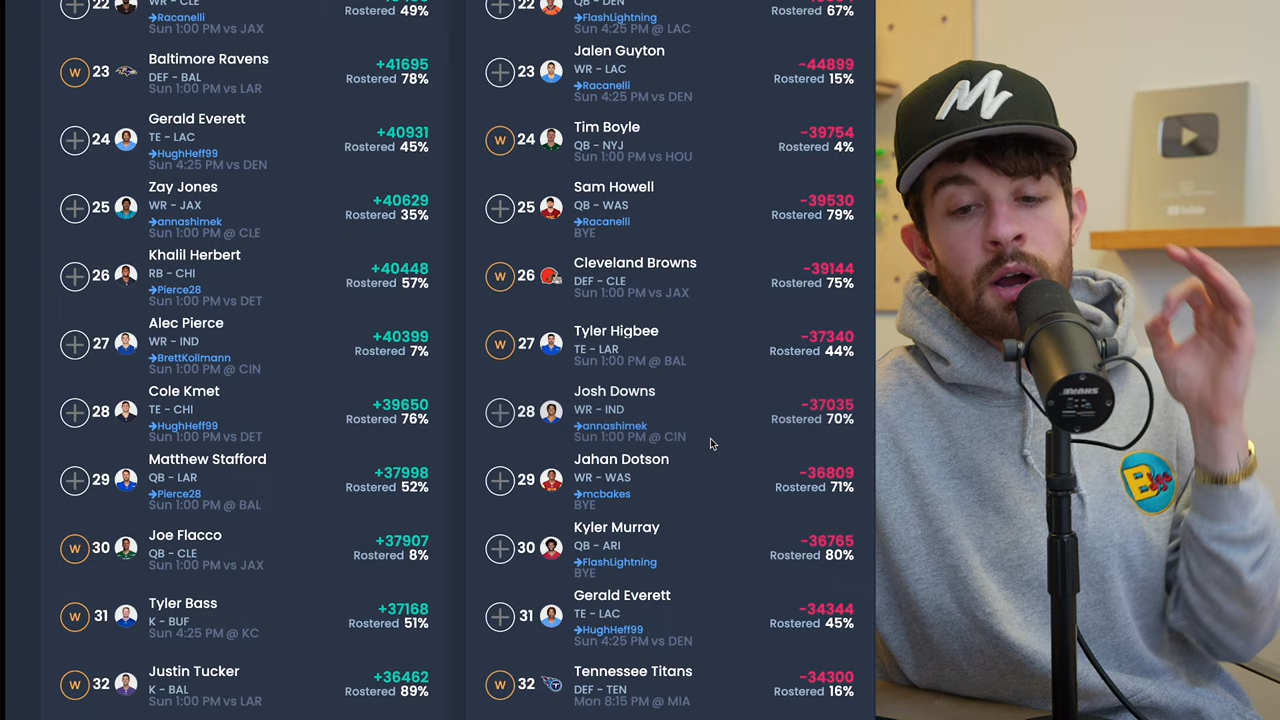 22
WR - CLE
Racanelli
Sun 1:00 PM vs JAX
Rostered 49%
W 23 Baltimore Ravens
DEF - BAL
Sun 1:00 PM vs LAR
+41695
Rostered 78%
24 Gerald Everett
TE - LAC
HughHeff99
Sun 4:25 PM vs DEN
+40931
Rostered 45%
25 Zay Jones
WR - JAX
annashimek
Sun 1:00 PM @ CLE
+40629
Rostered 35%
26 Khalil Herbert
RB - CHI
Pierce28
Sun 1:00 PM vs DET
+40448
Rostered 57%
27 Alec Pierce
WR - IND
BrettKollmann
Sun 1:00 PM @ CIN
+40399
Rostered 7%
28 Cole Kmet
TE - CHI
HughHeff99
Sun 1:00 PM vs DET
+39650
Rostered 76%
29 Matthew Stafford
QB - LAR
Pierce28
Sun 1:00 PM @ BAL
+37998
Rostered 52%
W 30 Joe Flacco
QB - CLE
Sun 1:00 PM vs JAX
+37907
Rostered 8%
W 31 Tyler Bass
K - BUF
Sun 4:25 PM @ KC
+37168
Rostered 51%
W 32 Justin Tucker
K - BAL
Sun 1:00 PM vs LAR
+36462
Rostered 89%
22
QB - DEN
FlashLightning
Sun 4:25 PM @ LAC
Rostered 67%
23 Jalen Guyton
WR - LAC
Racanelli
Sun 4:25 PM vs DEN
-44899
Rostered 15%
W 24 Tim Boyle
QB - NYJ
Sun 1:00 PM vs HOU
-39754
Rostered 4%
25 Sam Howell
QB - WAS
Racanelli
BYE
-39530
Rostered 79%
W 26 Cleveland Browns
DEF - CLE
Sun 1:00 PM vs JAX
-39144
Rostered 75%
W 27 Tyler Higbee
TE - LAR
Sun 1:00 PM @ BAL
-37340
Rostered 44%
28 Josh Downs
WR - IND
annashimek
Sun 1:00 PM @ CIN
-37035
Rostered 70%
29 Jahan Dotson
WR - WAS
mcbakes
BYE
-36809
Rostered 71%
30 Kyler Murray
QB - ARI
FlashLightning
BYE
-36765
Rostered 80%
31 Gerald Everett
TE - LAC
HughHeff99
Sun 4:25 PM vs DEN
-34344
Rostered 45%
W 32 Tennessee Titans
DEF - TEN
Mon 8:15 PM @ MIA
-34300
Rostered 16%
M
YouTube
SHURE